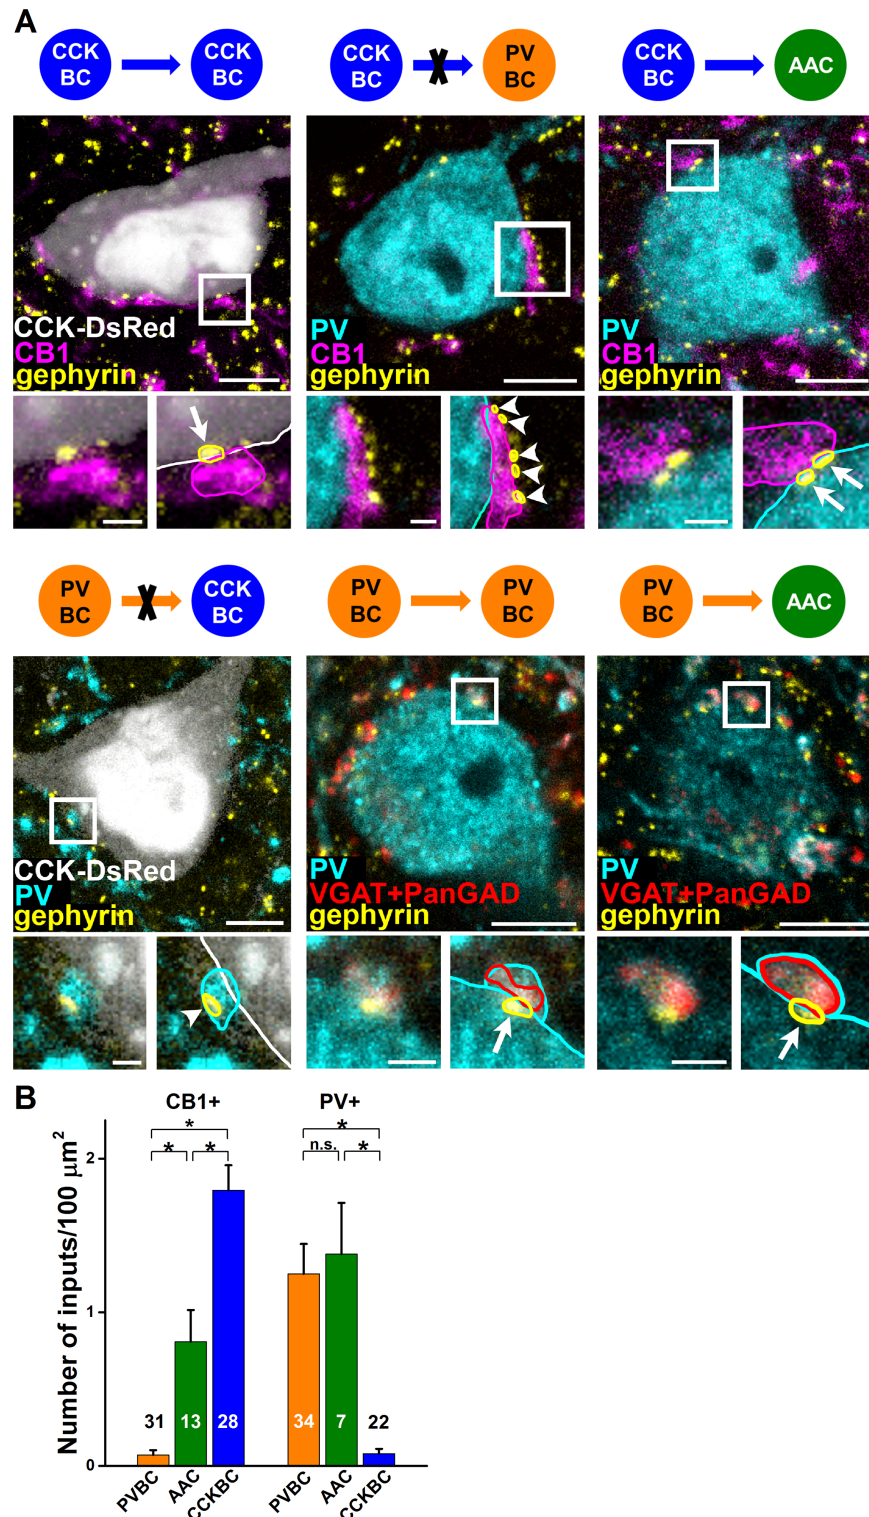 A
CCK BC
CCK BC
CCK BC
PV BC
CCK BC
AAC
CCK-DsRed
CB1
gephyrin
PV
CB1
gephyrin
PV
CB1
gephyrin
PV BC
CCK BC
PV BC
PV BC
PV BC
AAC
CCK-DsRed
PV
gephyrin
PV
VGAT+PanGAD
gephyrin
PV
VGAT+PanGAD
gephyrin
B
CB1+
PV+
*
*
*
*
n.s.
*
Number of inputs/100 μm²
2
1
0
31
13
28
34
7
22
PVBC
AAC
CCKBC
PVBC
AAC
CCKBC